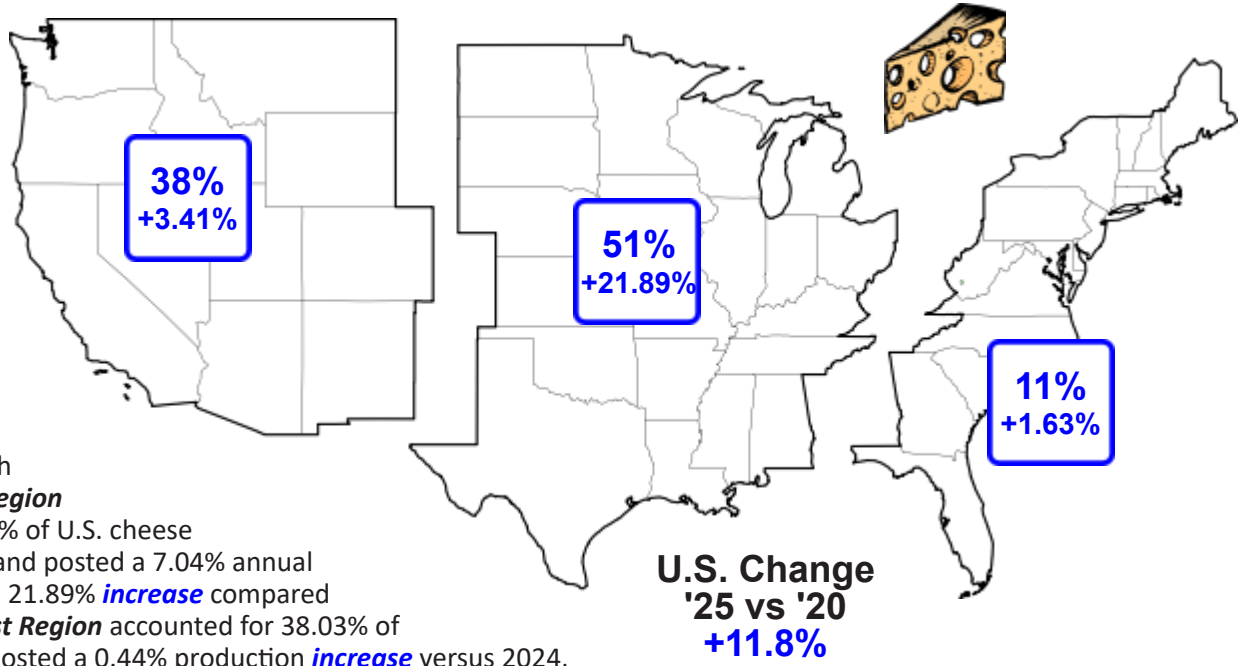 38%
+3.41%
51%
+21.89%
11%
+1.63%
% of U.S. cheese
and posted a 7.04% annual
21.89% increase compared
Region accounted for 38.03% of
posted a 0.44% production increase versus 2024.
U.S. Change
'25 vs '20
+11.8%